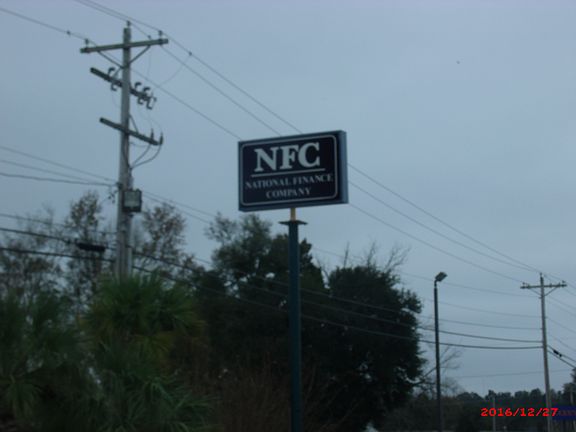 NFC
NATIONAL FINANCE
COMPANY
2016/12/27